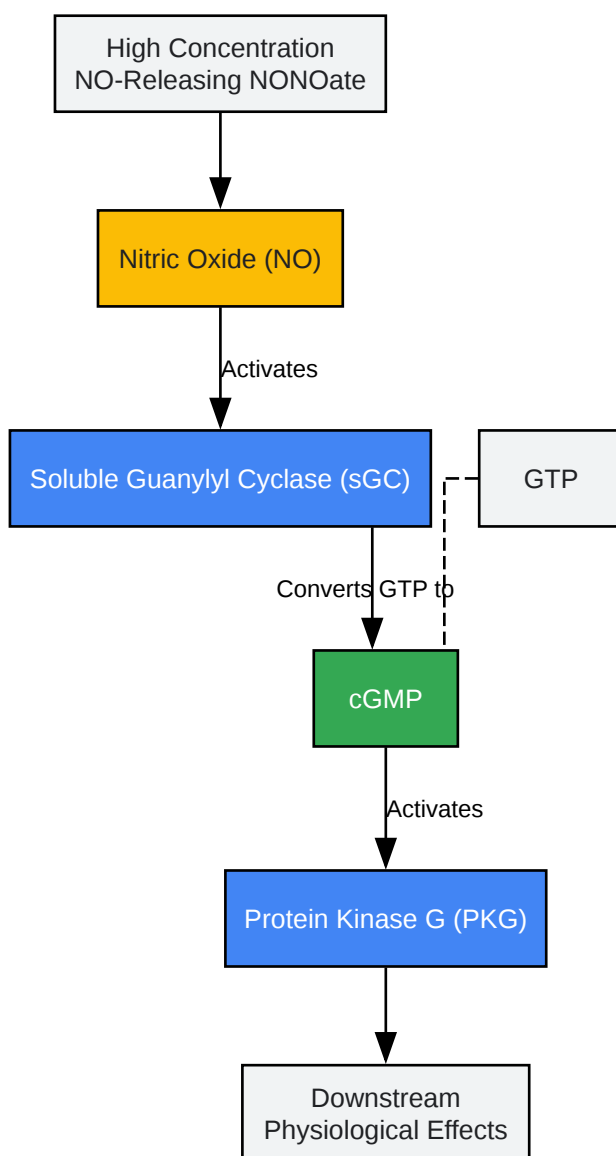 High Concentration
NO-Releasing NONOate
Nitric Oxide (NO)
Activates
Soluble Guanylyl Cyclase (sGC)
GTP
Converts GTP to
cGMP
Activates
Protein Kinase G (PKG)
Downstream
Physiological Effects